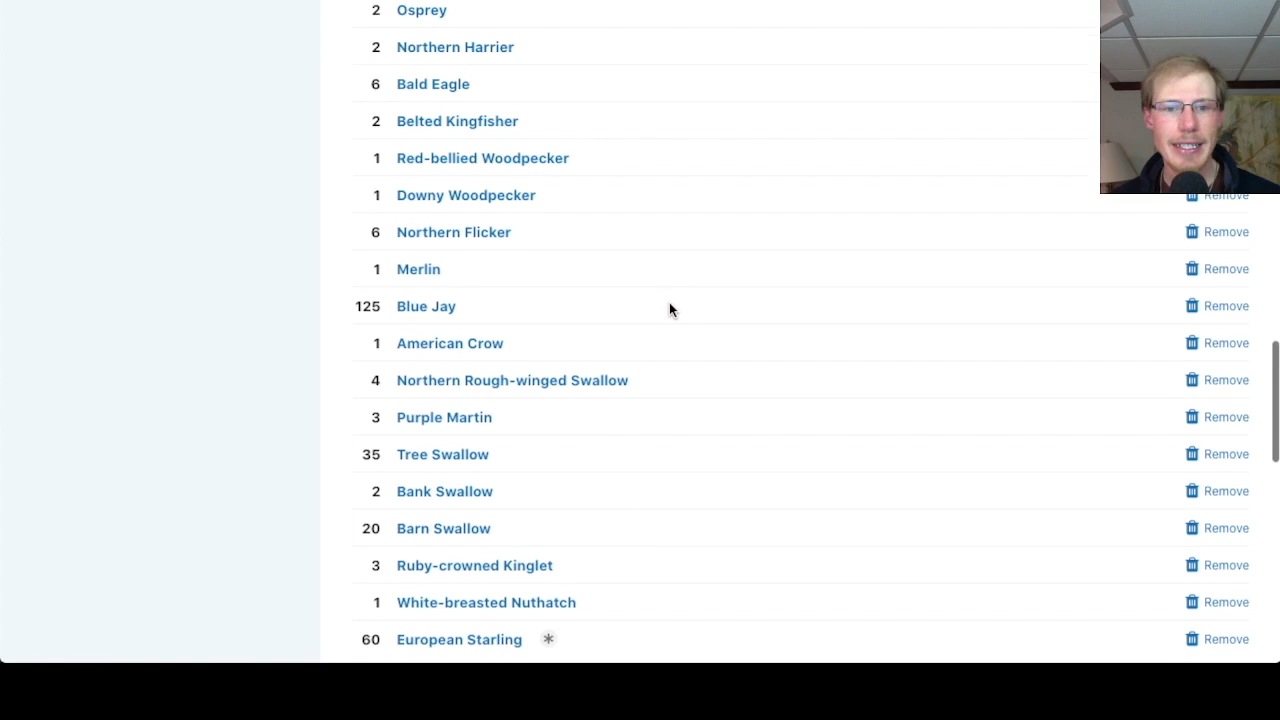 2 Osprey
2 Northern Harrier
6 Bald Eagle
2 Belted Kingfisher
1 Red-bellied Woodpecker
1 Downy Woodpecker Remove
6 Northern Flicker Remove
1 Merlin Remove
125 Blue Jay Remove
1 American Crow Remove
4 Northern Rough-winged Swallow Remove
3 Purple Martin Remove
35 Tree Swallow Remove
2 Bank Swallow Remove
20 Barn Swallow Remove
3 Ruby-crowned Kinglet Remove
1 White-breasted Nuthatch Remove
60 European Starling * Remove